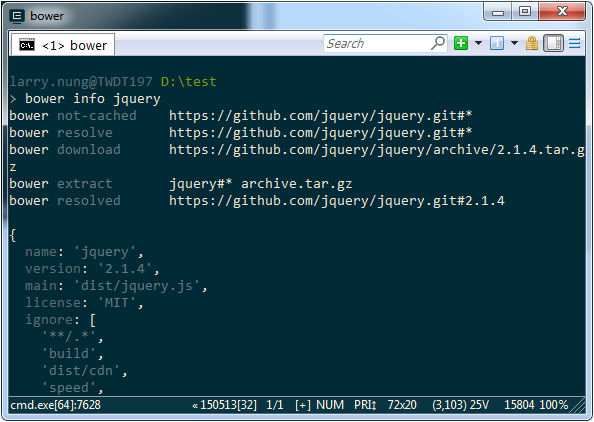 bower
<1> bower
Search
larry.nung@TWDT197 D:\test
> bower info jquery
bower not-cached    https://github.com/jquery/jquery.git#*
bower resolve       https://github.com/jquery/jquery.git#*
bower download      https://github.com/jquery/jquery/archive/2.1.4.tar.g
z
bower extract       jquery#* archive.tar.gz
bower resolved      https://github.com/jquery/jquery.git#2.1.4
{
  name: 'jquery',
  version: '2.1.4',
  main: 'dist/jquery.js',
  license: 'MIT',
  ignore: [
    '**/.*',
    'build',
    'dist/cdn',
    'speed',
cmd.exe[64]:7628 «150513[32] 1/1 [+] NUM PRI↕ 72x20 (3,103) 25V 15804 100%